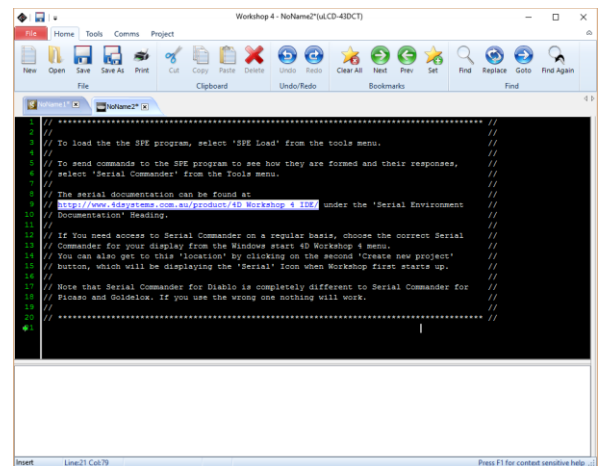 Workshop 4 - NoName2*(uLCD-43DCT)
File Home Tools Comms Project
New Open Save Save As Print Cut Copy Paste Delete Undo Redo Clear All Next Prev Set Find Replace Goto Find Again
File Clipboard Undo/Redo Bookmarks Find
NoName1* NoName2*
1 // ************************************************************************************** //
2 // //
3 // To load the the SPE program, select 'SPE Load' from the tools menu. //
4 // //
5 // To send commands to the SPE program to see how they are formed and their responses, //
6 // select 'Serial Commander' from the Tools menu. //
7 // //
8 // The serial documentation can be found at //
9 // http://www.4dsystems.com.au/product/4D_Workshop_4_IDE/ under the 'Serial Environment //
10 // Documentation' Heading. //
11 // //
12 // If You need access to Serial Commander on a regular basis, choose the correct Serial //
13 // Commander for your display from the Windows start 4D Workshop 4 menu. //
14 // You can also get to this 'location' by clicking on the second 'Create new project' //
15 // button, which will be displaying the 'Serial' Icon when Workshop first starts up. //
16 // //
17 // Note that Serial Commander for Diablo is completely different to Serial Commander for //
18 // Picaso and Goldelox. If you use the wrong one nothing will work. //
19 // //
20 // ************************************************************************************** //
21
Insert Line:21 Col:79 Press F1 for context sensitive help